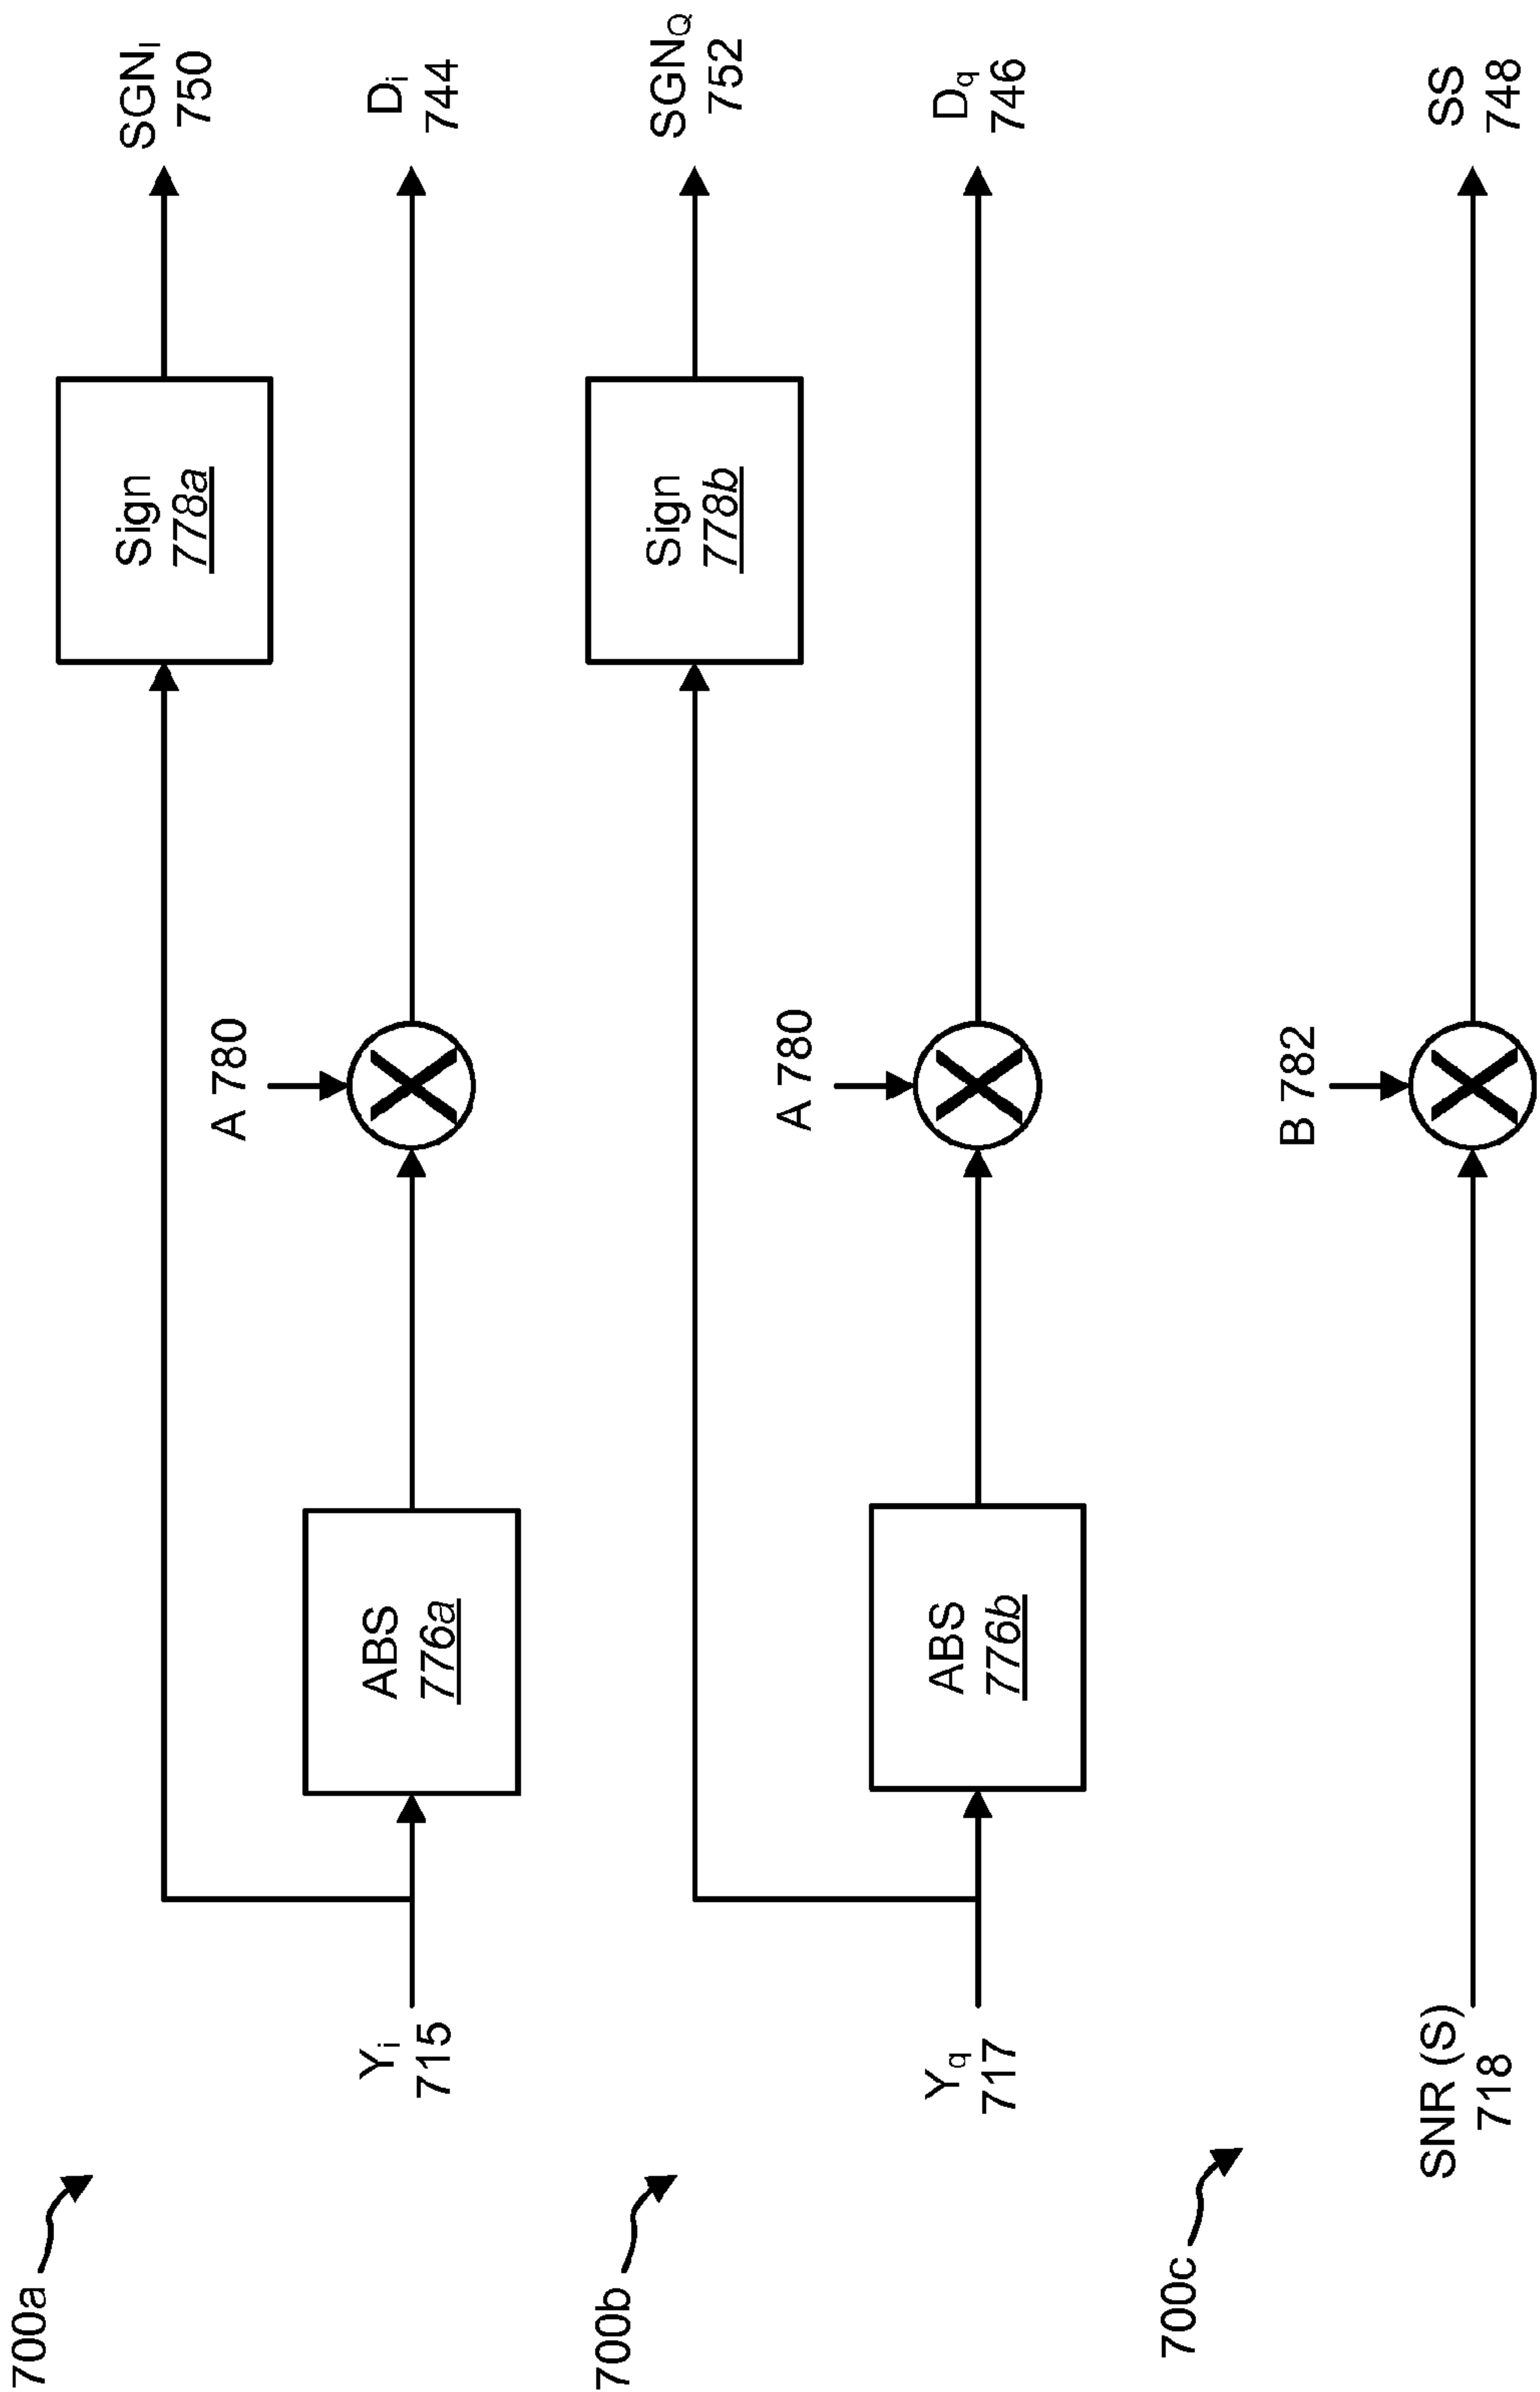 700a
SGNI
750
Sign
778a
A 780
Yi
715
ABS
776a
Di
744
700b
SGNQ
752
Sign
778b
A 780
Yq
717
ABS
776b
Dq
746
700c
B 782
SNR (S)
718
SS
748